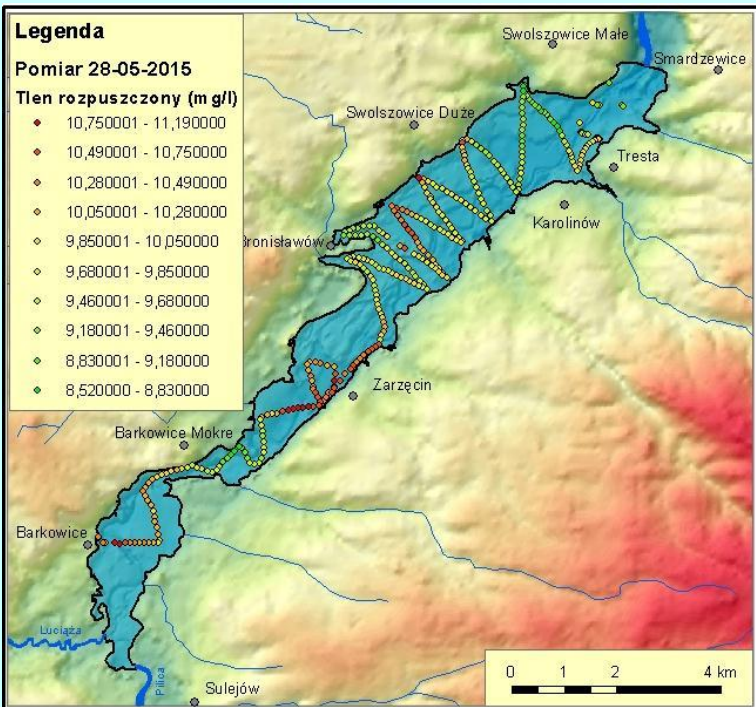 Legenda
Pomiar 28-05-2015
Tlen rozpuszczony (mg/l)
10,750001 - 11,190000
10,490001 - 10,750000
10,280001 - 10,490000
10,050001 - 10,280000
9,850001 - 10,050000
9,680001 - 9,850000
9,460001 - 9,680000
9,180001 - 9,460000
8,830001 - 9,180000
8,520000 - 8,830000
Swolszowice Małe
Smardzewice
Swolszowice Duże
Tresta
Karolinów
Bronisławów
Zarzęcin
Barkowice Mokre
Barkowice
Luciąża
Pilica
Sulejów
0 1 2 4 km